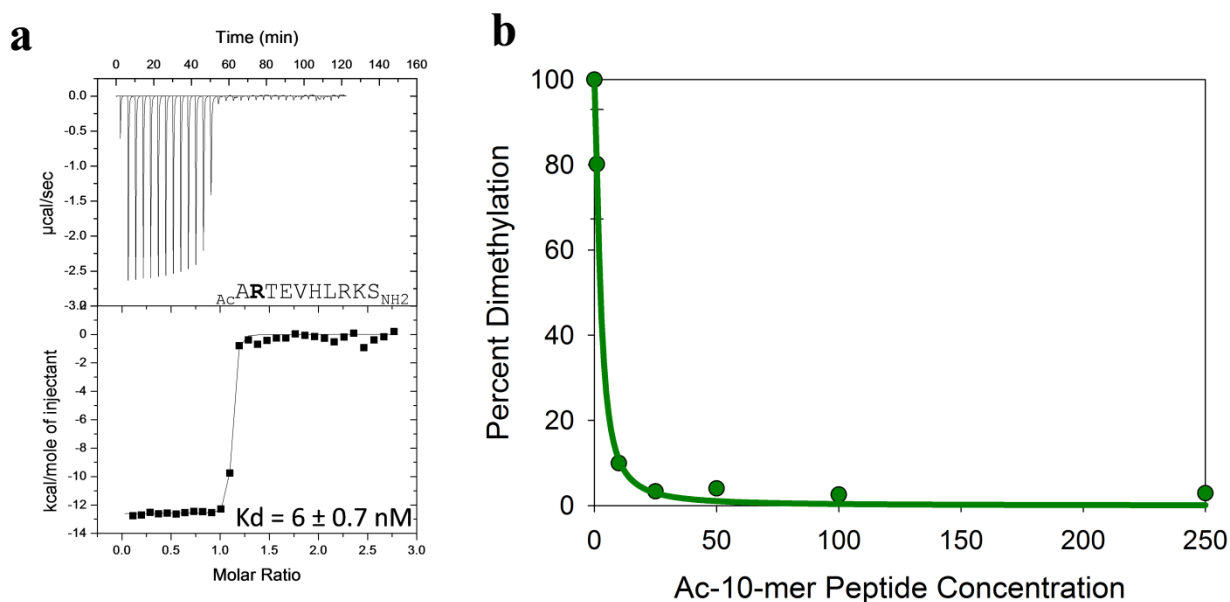 a
Time (min)
0 20 40 60 80 100 120 140 160
0.0
-0.5
-1.0
-1.5
-2.0
-2.5
-3.0
µcal/sec
AcARTEVHLRKSNH2
2
0
-2
-4
-6
-8
-10
-12
-14
kcal/mole of injectant
Kd = 6 ± 0.7 nM
0.0 0.5 1.0 1.5 2.0 2.5 3.0
Molar Ratio
b
100
80
60
40
20
0
Percent Dimethylation
0 50 100 150 200 250
Ac-10-mer Peptide Concentration